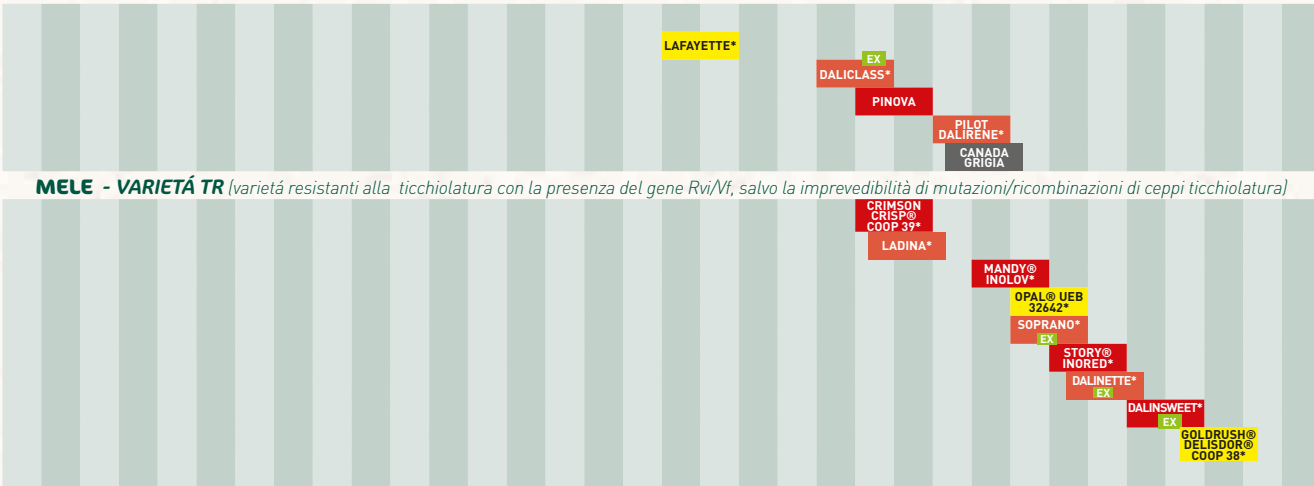 LAFAYETTE*
EX
DALICLASS*
PINOVA
PILOT
DALIRENE*
CANADA
GRIGIA
MELE - VARIETÁ TR (varietá resistanti alla ticchiolatura con la presenza del gene Rvi/Vf, salvo la imprevedibilità di mutazioni/ricombinazioni di ceppi ticchiolatura)
CRIMSON
CRISP®
COOP 39*
LADINA*
MANDY®
INOLOV*
OPAL® UEB
32642*
SOPRANO*
EX
STORY®
INORED*
DALINETTE*
EX
DALINSWEET*
EX
GOLDRUSH®
DELISDOR®
COOP 38*